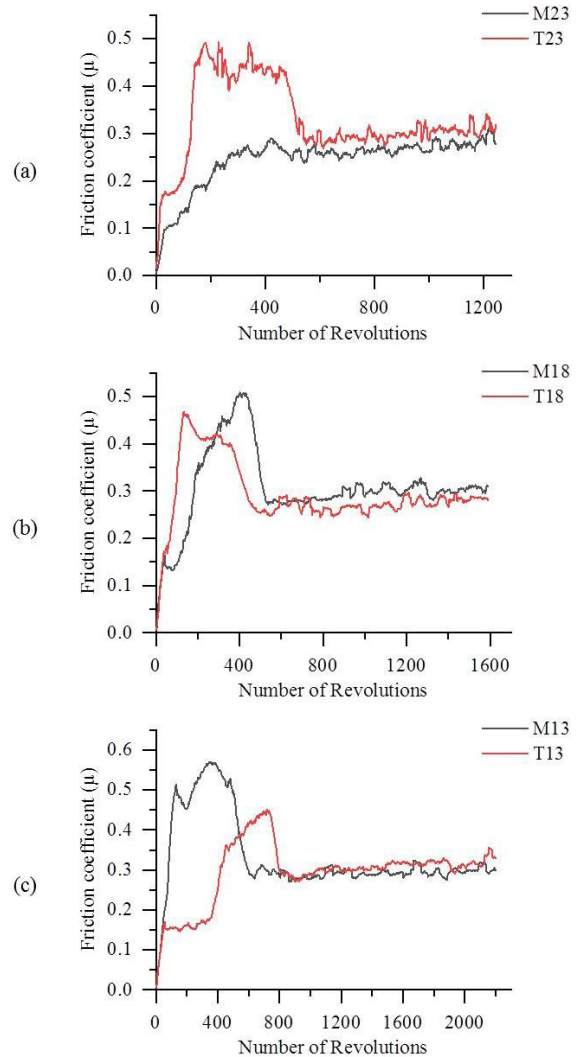 M23
T23
0.5
0.4
0.3
0.2
0.1
0.0
Friction coefficient (μ)
(a)
0 400 800 1200
Number of Revolutions
M18
T18
0.5
0.4
0.3
0.2
0.1
0.0
Friction coefficient (μ)
(b)
0 400 800 1200 1600
Number of Revolutions
M13
T13
0.6
0.5
0.4
0.3
0.2
0.1
0.0
Friction coefficient (μ)
(c)
0 400 800 1200 1600 2000
Number of Revolutions